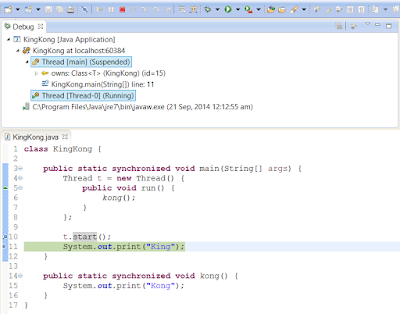 Debug
KingKong [Java Application]
KingKong at localhost:60384
Thread [main] (Suspended)
owns: Class<T> (KingKong) (id=15)
KingKong.main(String[]) line: 11
Thread [Thread-0] (Running)
C:\Program Files\Java\jre7\bin\javaw.exe (21 Sep, 2014 12:12:55 am)
KingKong.java
1 class KingKong {
2
3 public static synchronized void main(String[] args) {
4 Thread t = new Thread() {
5 public void run() {
6 kong();
7 }
8 };
9
10 t.start();
11 System.out.print("King");
12 }
13
14 public static synchronized void kong() {
15 System.out.print("Kong");
16 }
17 }